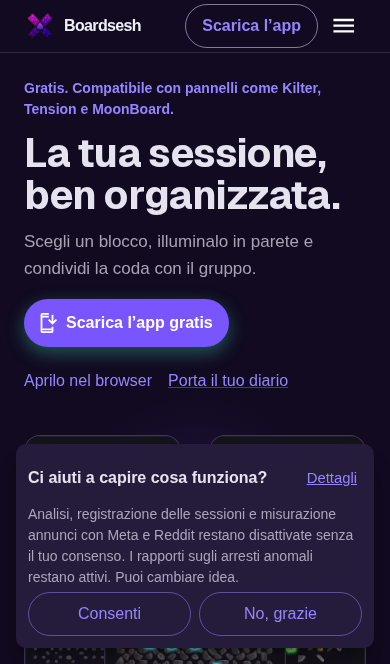 Boardsesh
Scarica l’app
Gratis. Compatibile con pannelli come Kilter,
Tension e MoonBoard.
La tua sessione,
ben organizzata.
Scegli un blocco, illuminalo in parete e
condividi la coda con il gruppo.
Scarica l’app gratis
Aprilo nel browser Porta il tuo diario
Ci aiuti a capire cosa funziona? Dettagli
Analisi, registrazione delle sessioni e misurazione
annunci con Meta e Reddit restano disattivate senza
il tuo consenso. I rapporti sugli arresti anomali
restano attivi. Puoi cambiare idea.
Consenti No, grazie